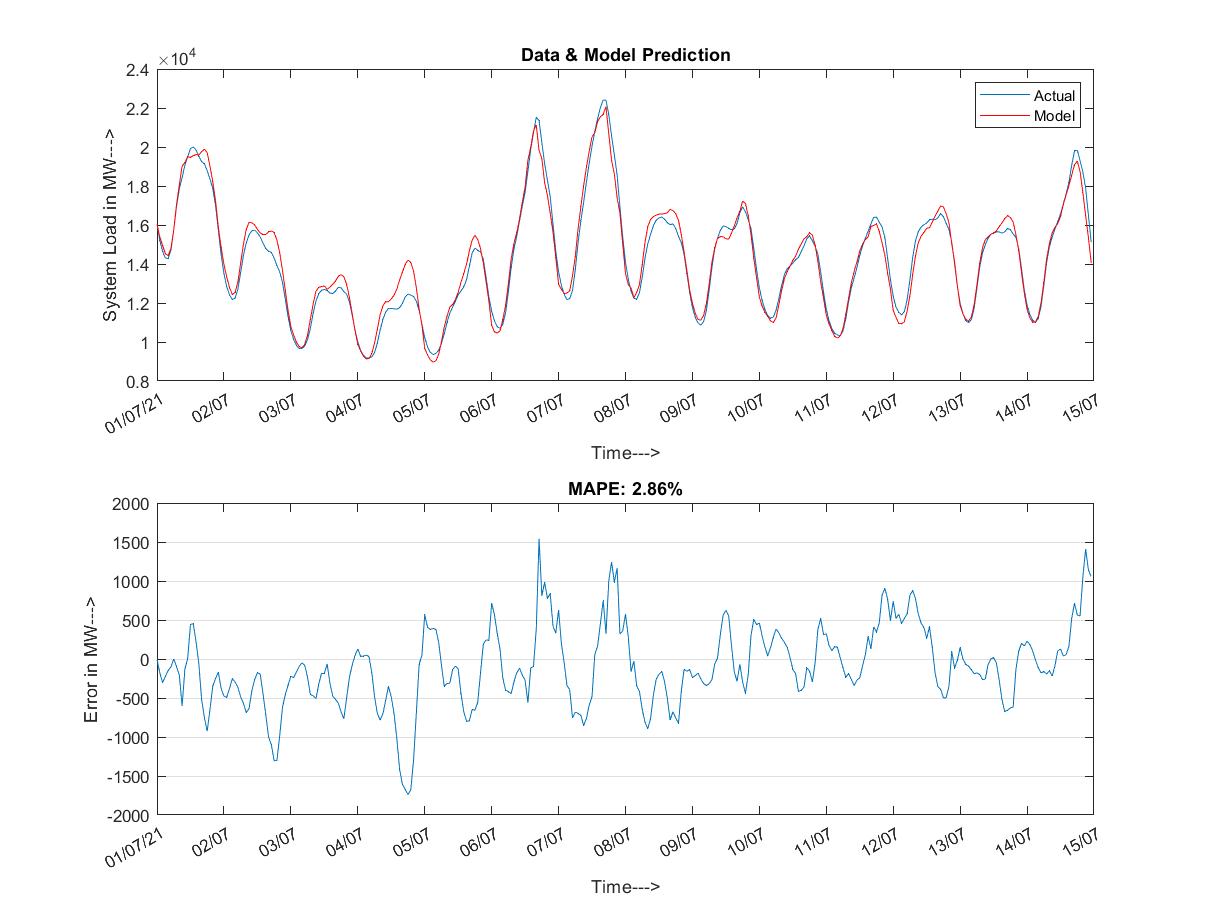 Data & Model Prediction
×10⁴
2.4
2.2
2
1.8
1.6
1.4
1.2
1
0.8
System Load in MW--->
Actual
Model
01/07/21 02/07 03/07 04/07 05/07 06/07 07/07 08/07 09/07 10/07 11/07 12/07 13/07 14/07 15/07
Time--->
MAPE: 2.86%
2000
1500
1000
500
0
-500
-1000
-1500
-2000
Error in MW--->
01/07/21 02/07 03/07 04/07 05/07 06/07 07/07 08/07 09/07 10/07 11/07 12/07 13/07 14/07 15/07
Time--->